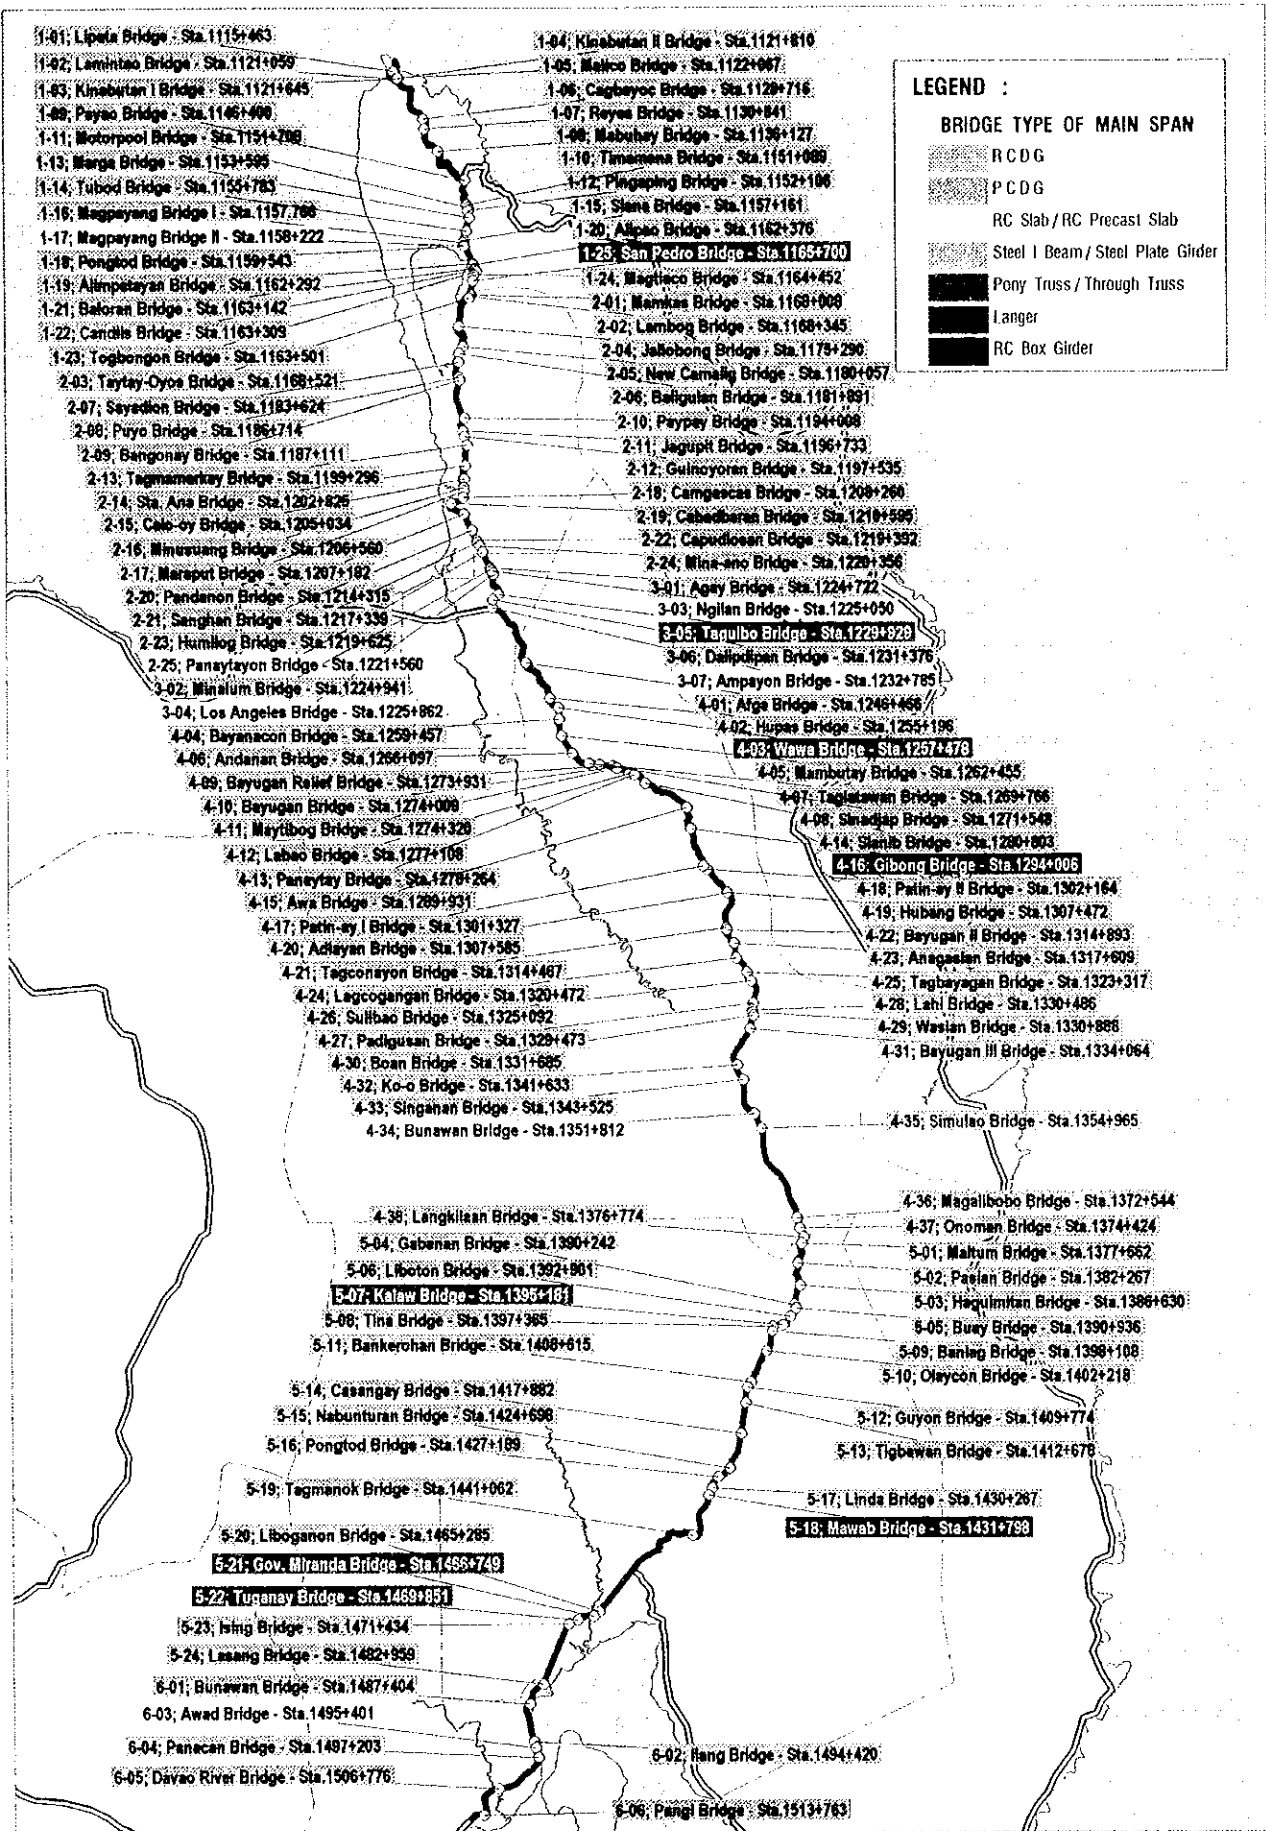 1-01; Lipata Bridge - Sta.1115+463
1-02; Lamintao Bridge - Sta.1121+059
1-03; Kinabutan I Bridge - Sta.1121+645
1-09; Payao Bridge - Sta.1146+400
1-11; Motorpool Bridge - Sta.1151+708
1-13; Marga Bridge - Sta.1153+595
1-14; Tubod Bridge - Sta.1155+783
1-16; Magpayang Bridge I - Sta.1157.766
1-17; Magpayang Bridge II - Sta.1158+222
1-18; Pongtod Bridge - Sta.1159+543
1-19; Alimpatayan Bridge - Sta.1162+292
1-21; Baloran Bridge - Sta.1163+142
1-22; Candiis Bridge - Sta.1163+309
1-23; Togbongon Bridge - Sta.1163+501
2-03; Taytay-Oyos Bridge - Sta.1168+521
2-07; Sayadion Bridge - Sta.1183+624
2-08; Puyo Bridge - Sta.1186+714
2-09; Bangonay Bridge - Sta.1187+111
2-13; Tagmamarkay Bridge - Sta.1199+296
2-14; Sta. Ana Bridge - Sta.1202+826
2-15; Calo-oy Bridge - Sta.1205+034
2-16; Minusuang Bridge - Sta.1206+560
2-17; Maraput Bridge - Sta.1207+182
2-20; Pandanon Bridge - Sta.1214+315
2-21; Sanghan Bridge - Sta.1217+339
2-23; Humilog Bridge - Sta.1219+625
2-25; Panaytayon Bridge - Sta.1221+560
3-02; Minalum Bridge - Sta.1224+941
3-04; Los Angeles Bridge - Sta.1225+862
4-04; Bayanacon Bridge - Sta.1259+457
4-06; Andanan Bridge - Sta.1266+097
4-09; Bayugan Relief Bridge - Sta.1273+931
4-10; Bayugan Bridge - Sta.1274+009
4-11; Maytibog Bridge - Sta.1274+320
4-12; Labao Bridge - Sta.1277+108
4-13; Panaytay Bridge - Sta.1278+264
4-15; Awa Bridge - Sta.1289+931
4-17; Patin-ay I Bridge - Sta.1301+327
4-20; Adlayan Bridge - Sta.1307+585
4-21; Tagconayon Bridge - Sta.1314+467
4-24; Lagcogangan Bridge - Sta.1320+472
4-26; Sulibao Bridge - Sta.1325+092
4-27; Padigusan Bridge - Sta.1329+473
4-30; Boan Bridge - Sta.1331+685
4-32; Ko-o Bridge - Sta.1341+633
4-33; Singanan Bridge - Sta.1343+525
4-34; Bunawan Bridge - Sta.1351+812
4-38; Langkilaan Bridge - Sta.1376+774
5-04; Gabanan Bridge - Sta.1390+242
5-06; Liboton Bridge - Sta.1392+901
5-07; Kalaw Bridge - Sta.1395+181
5-08; Tina Bridge - Sta.1397+365
5-11; Bankerohan Bridge - Sta.1408+615
5-14; Casangay Bridge - Sta.1417+882
5-15; Nabunturan Bridge - Sta.1424+698
5-16; Pongtod Bridge - Sta.1427+189
5-19; Tagmanok Bridge - Sta.1441+062
5-20; Liboganon Bridge - Sta.1465+285
5-21; Gov. Miranda Bridge - Sta.1466+749
5-22; Tuganay Bridge - Sta.1469+851
5-23; Ising Bridge - Sta.1471+434
5-24; Lasang Bridge - Sta.1482+959
6-01; Bunawan Bridge - Sta.1487+404
6-03; Awad Bridge - Sta.1495+401
6-04; Panacan Bridge - Sta.1497+203
6-05; Davao River Bridge - Sta.1506+776
1-04; Kinabutan II Bridge - Sta.1121+810
1-05; Malico Bridge - Sta.1122+067
1-06; Cagbayoc Bridge - Sta.1129+716
1-07; Reyes Bridge - Sta.1130+841
1-08; Mabuhay Bridge - Sta.1136+127
1-10; Timamana Bridge - Sta.1151+089
1-12; Pingaping Bridge - Sta.1152+106
1-15; Siana Bridge - Sta.1157+161
1-20; Alipao Bridge - Sta.1162+376
1-25; San Pedro Bridge - Sta.1165+700
1-24; Magtiaco Bridge - Sta.1164+452
2-01; Mamkas Bridge - Sta.1168+009
2-02; Lambog Bridge - Sta.1168+345
2-04; Jaliobong Bridge - Sta.1175+290
2-05; New Camalig Bridge - Sta.1180+057
2-06; Baliguian Bridge - Sta.1181+891
2-10; Paypay Bridge - Sta.1194+008
2-11; Jagupit Bridge - Sta.1196+733
2-12; Guinoyoran Bridge - Sta.1197+535
2-18; Camgascas Bridge - Sta.1208+260
2-19; Cabadbaran Bridge - Sta.1210+595
2-22; Capudlosan Bridge - Sta.1219+392
2-24; Mina-ano Bridge - Sta.1220+356
3-01; Agay Bridge - Sta.1224+722
3-03; Ngilan Bridge - Sta.1225+050
3-05; Taguibo Bridge - Sta.1229+920
3-06; Dalipdipan Bridge - Sta.1231+376
3-07; Ampayon Bridge - Sta.1232+785
4-01; Afga Bridge - Sta.1246+466
4-02; Hupas Bridge - Sta.1255+196
4-03; Wawa Bridge - Sta.1257+478
4-05; Mambutay Bridge - Sta.1262+455
4-07; Taglatawan Bridge - Sta.1269+766
4-08; Sinadjap Bridge - Sta.1271+548
4-14; Sianib Bridge - Sta.1280+803
4-16; Gibong Bridge - Sta.1294+006
4-18; Patin-ay II Bridge - Sta.1302+164
4-19; Hubang Bridge - Sta.1307+472
4-22; Bayugan II Bridge - Sta.1314+893
4-23; Anagasian Bridge - Sta.1317+609
4-25; Tagbayagan Bridge - Sta.1323+317
4-28; Lahi Bridge - Sta.1330+486
4-29; Wasian Bridge - Sta.1330+888
4-31; Bayugan III Bridge - Sta.1334+064
4-35; Simulao Bridge - Sta.1354+965
4-36; Magalibobo Bridge - Sta.1372+544
4-37; Onoman Bridge - Sta.1374+424
5-01; Maitum Bridge - Sta.1377+662
5-02; Pasian Bridge - Sta.1382+267
5-03; Haguimitan Bridge - Sta.1386+630
5-05; Buay Bridge - Sta.1390+936
5-09; Banlag Bridge - Sta.1398+108
5-10; Olaycon Bridge - Sta.1402+218
5-12; Guyon Bridge - Sta.1409+774
5-13; Tigbawan Bridge - Sta.1412+678
5-17; Linda Bridge - Sta.1430+267
5-18; Mawab Bridge - Sta.1431+798
6-02; Ilang Bridge - Sta.1494+420
6-06; Pangi Bridge - Sta.1513+763
LEGEND :
BRIDGE TYPE OF MAIN SPAN
RCDG
PCDG
RC Slab / RC Precast Slab
Steel I Beam / Steel Plate Girder
Pony Truss / Through Truss
Langer
RC Box Girder